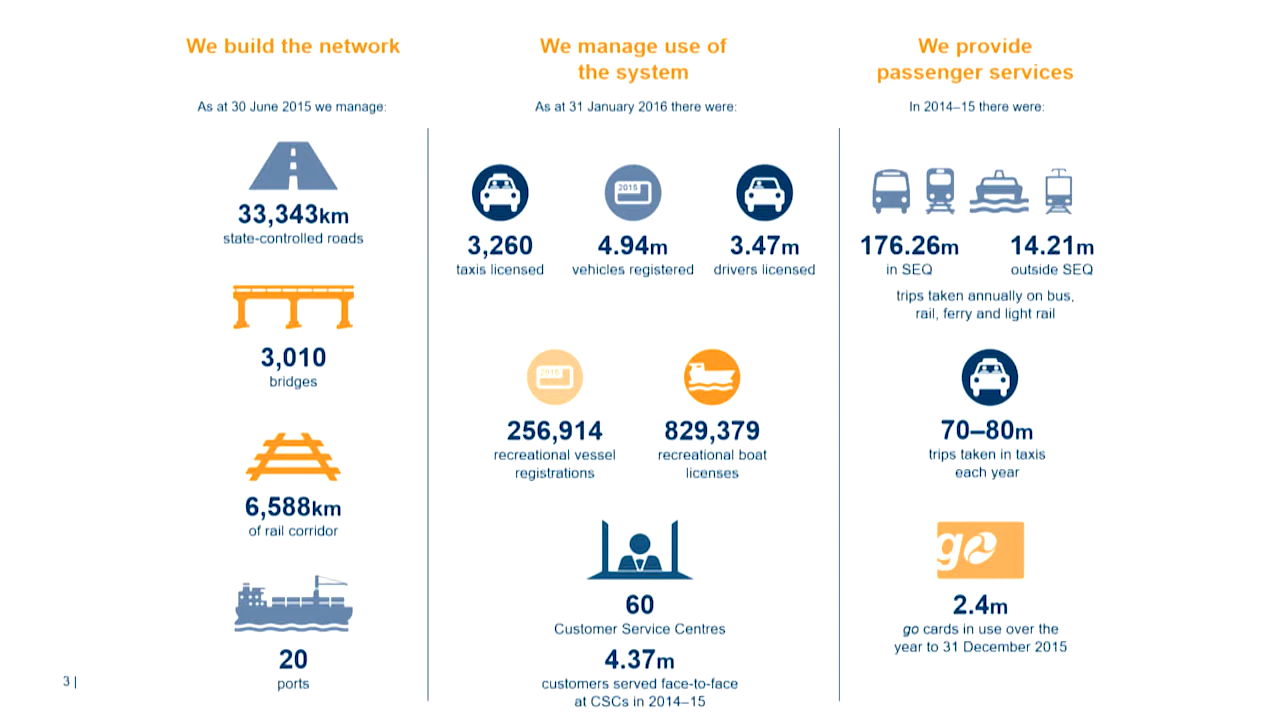 We build the network
As at 30 June 2015 we manage:
33,343km
state-controlled roads
3,010
bridges
6,588km
of rail corridor
20
ports
We manage use of
the system
As at 31 January 2016 there were:
3,260
taxis licensed
2015
4.94m
vehicles registered
3.47m
drivers licensed
2015
256,914
recreational vessel
registrations
829,379
recreational boat
licenses
60
Customer Service Centres
4.37m
customers served face-to-face
at CSCs in 2014–15
We provide
passenger services
In 2014–15 there were:
176.26m
in SEQ
14.21m
outside SEQ
trips taken annually on bus,
rail, ferry and light rail
70–80m
trips taken in taxis
each year
go
2.4m
go cards in use over the
year to 31 December 2015
3 |